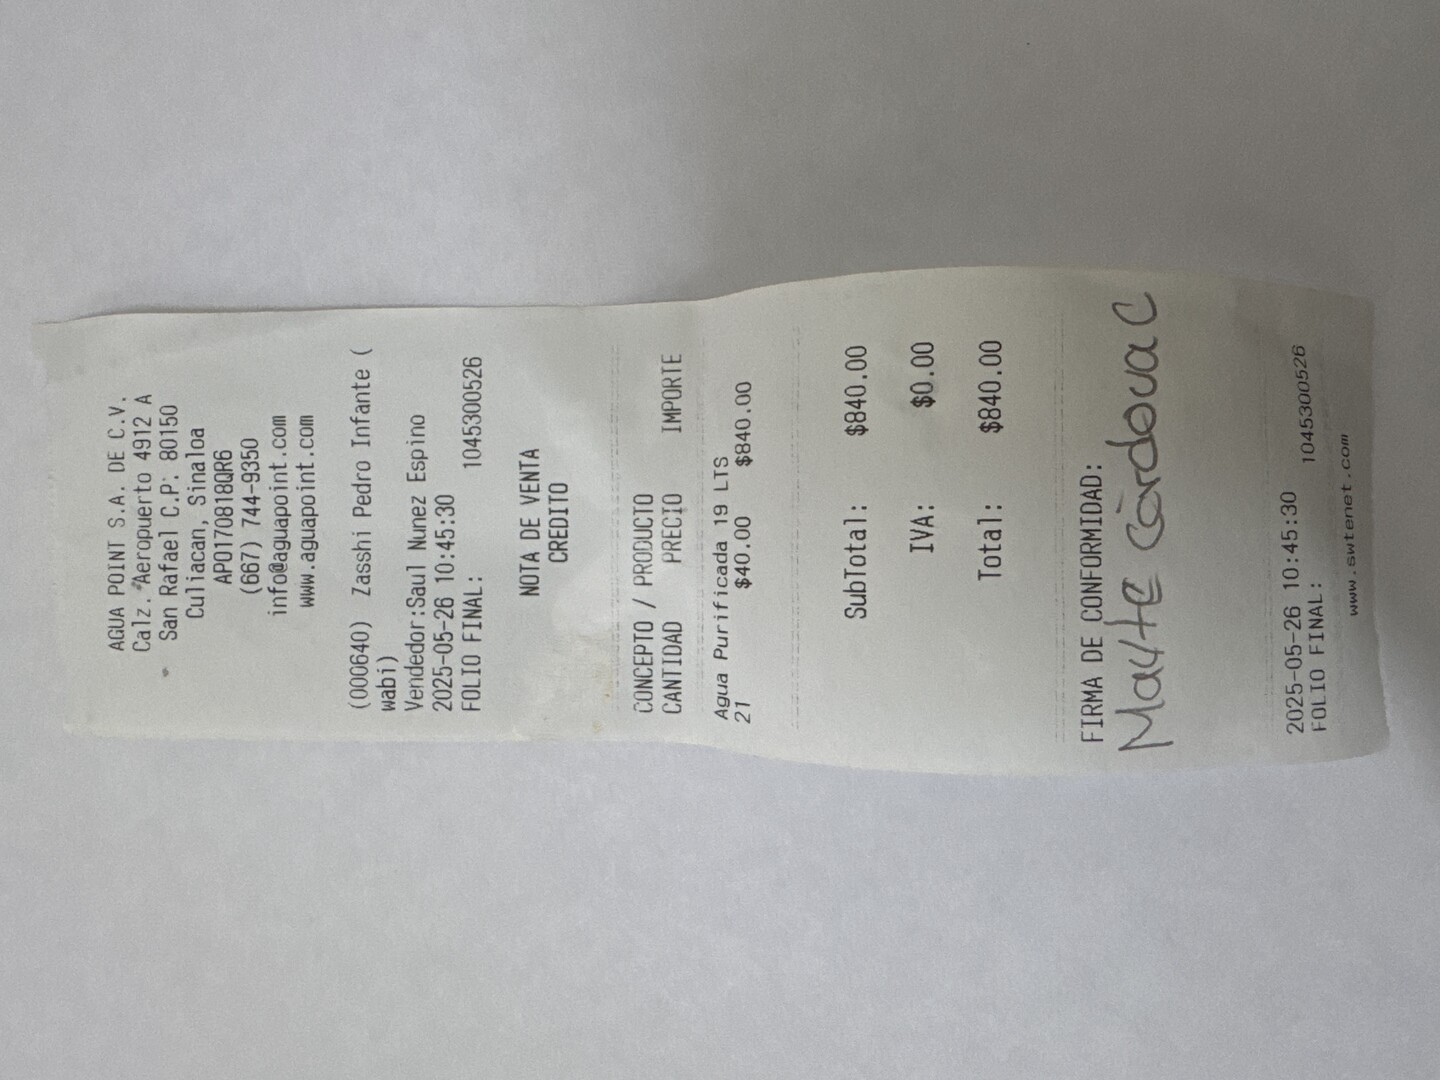 AGUA POINT S.A. DE C.V.
Calz. Aeropuerto 4912 A
San Rafael C.P: 80150
Culiacan, Sinaloa
APO170818QR6
(667) 744-9350
info@aguapoint.com
www.aguapoint.com
(000640) Zasshi Pedro Infante (
wabi)
Vendedor:Saul Nunez Espino
2025-05-26 10:45:30
FOLIO FINAL: 1045300526
NOTA DE VENTA
CREDITO
CONCEPTO / PRODUCTO
CANTIDAD PRECIO IMPORTE
Agua Purificada 19 LTS
21 $40.00 $840.00
SubTotal: $840.00
IVA: $0.00
Total: $840.00
FIRMA DE CONFORMIDAD:
Mayte Còrdova C
2025-05-26 10:45:30
FOLIO FINAL: 1045300526
www.swtenet.com